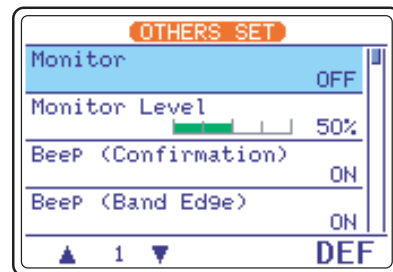 OTHERS SET
Monitor
OFF
Monitor Level
50%
Beep (Confirmation)
ON
Beep (Band Edge)
ON
▲ 1 ▼ DEF